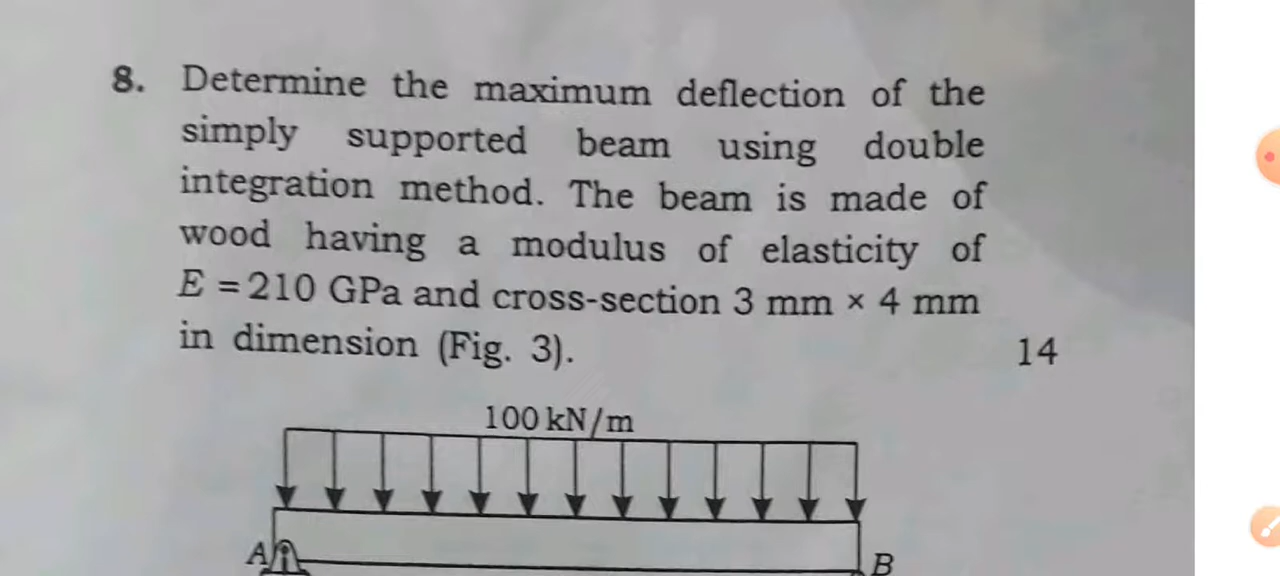 8. Determine the maximum deflection of the
simply supported beam using double
integration method. The beam is made of
wood having a modulus of elasticity of
E = 210 GPa and cross-section 3 mm × 4 mm
in dimension (Fig. 3).
14
100 kN/m
A
B